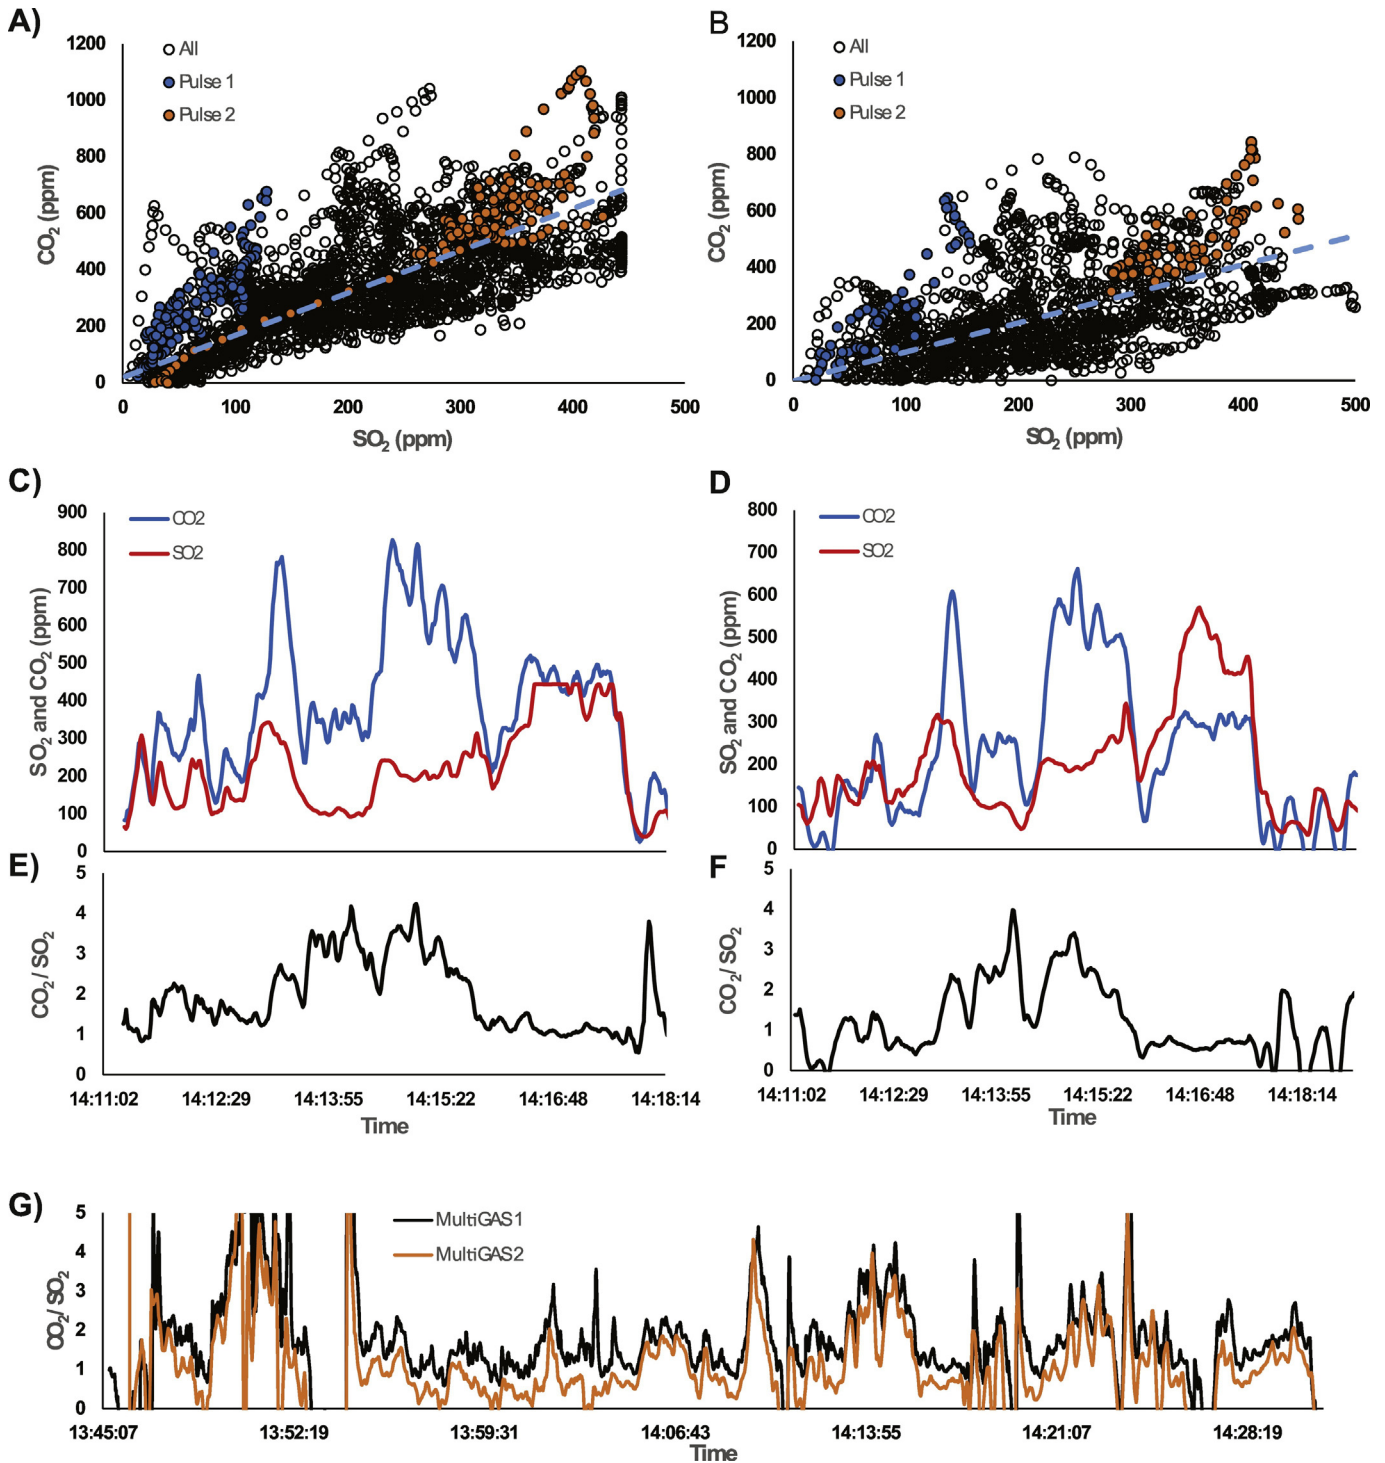 A)
1200
1000
800
600
400
200
0
CO2 (ppm)
All
Pulse 1
Pulse 2
0 100 200 300 400 500
SO2 (ppm)
B
1200
1000
800
600
400
200
0
CO2 (ppm)
All
Pulse 1
Pulse 2
0 100 200 300 400 500
SO2 (ppm)
C)
900
800
700
600
500
400
300
200
100
0
SO2 and CO2 (ppm)
CO2
SO2
D
800
700
600
500
400
300
200
100
0
SO2 and CO2 (ppm)
CO2
SO2
E)
5
4
3
2
1
0
CO2/ SO2
14:11:02 14:12:29 14:13:55 14:15:22 14:16:48 14:18:14
Time
F
5
4
3
2
1
0
CO2/ SO2
14:11:02 14:12:29 14:13:55 14:15:22 14:16:48 14:18:14
Time
G)
5
4
3
2
1
0
CO2/ SO2
MultiGAS1
MultiGAS2
13:45:07 13:52:19 13:59:31 14:06:43 14:13:55 14:21:07 14:28:19
Time